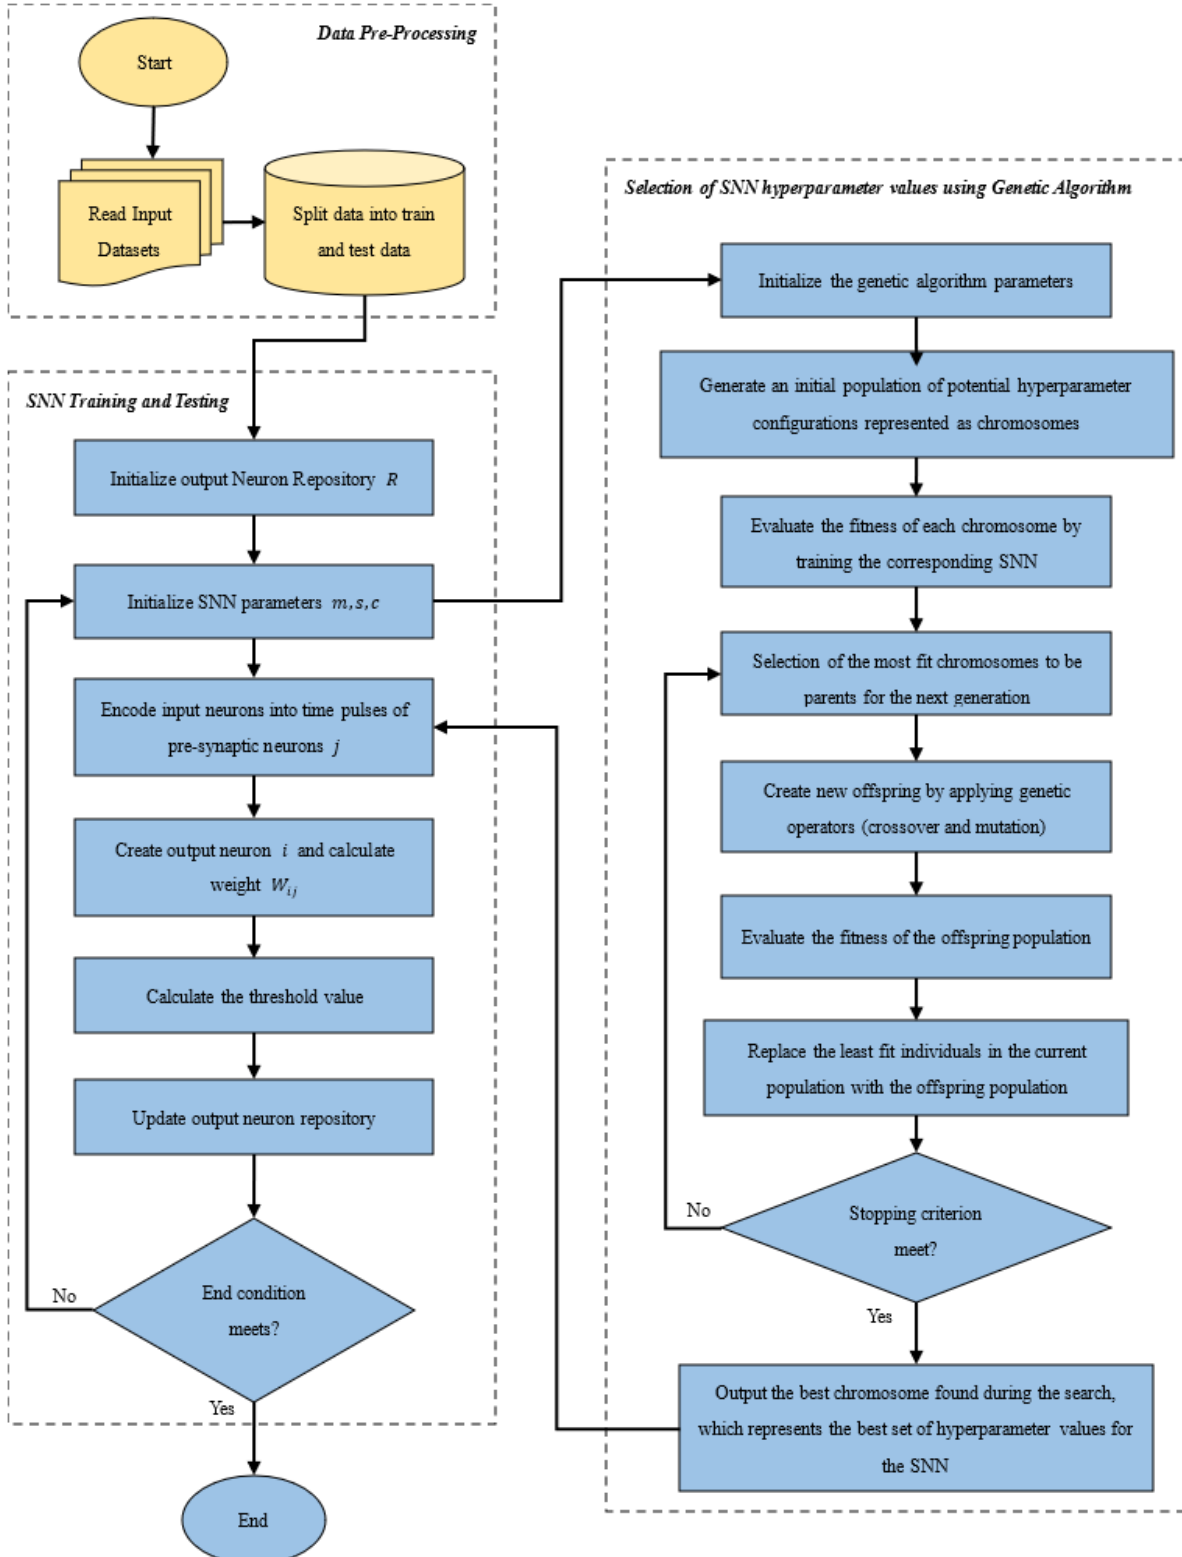 Data Pre-Processing
Start
Read Input
Datasets
Split data into train
and test data
SNN Training and Testing
Initialize output Neuron Repository R
Initialize SNN parameters m, s, c
Encode input neurons into time pulses of
pre-synaptic neurons j
Create output neuron i and calculate
weight W_ij
Calculate the threshold value
Update output neuron repository
End condition
meets?
No
Yes
End
Selection of SNN hyperparameter values using Genetic Algorithm
Initialize the genetic algorithm parameters
Generate an initial population of potential hyperparameter
configurations represented as chromosomes
Evaluate the fitness of each chromosome by
training the corresponding SNN
Selection of the most fit chromosomes to be
parents for the next generation
Create new offspring by applying genetic
operators (crossover and mutation)
Evaluate the fitness of the offspring population
Replace the least fit individuals in the current
population with the offspring population
Stopping criterion
meet?
No
Yes
Output the best chromosome found during the search,
which represents the best set of hyperparameter values for
the SNN